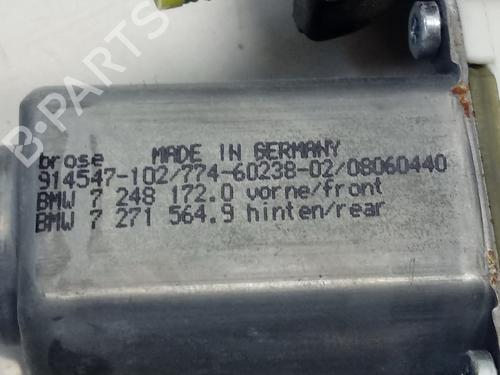 B-PARTS
brose MADE IN GERMANY
914547-102/774-60238-02/08060440
BMW 7 248 172.0 vorne/front
BMW 7 271 564.9 hinten/rear